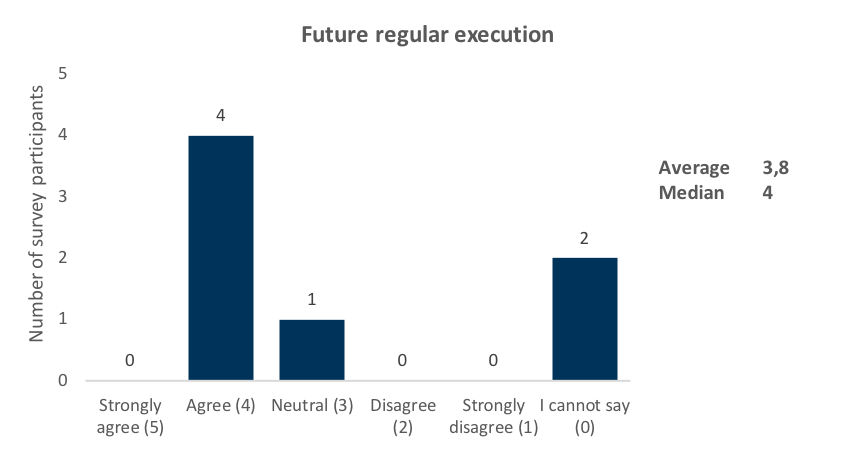 Future regular execution
Number of survey participants
5
4
3
2
1
0
0
4
1
0
0
2
Strongly
agree (5)
Agree (4)
Neutral (3)
Disagree
(2)
Strongly
disagree (1)
I cannot say
(0)
Average 3,8
Median 4